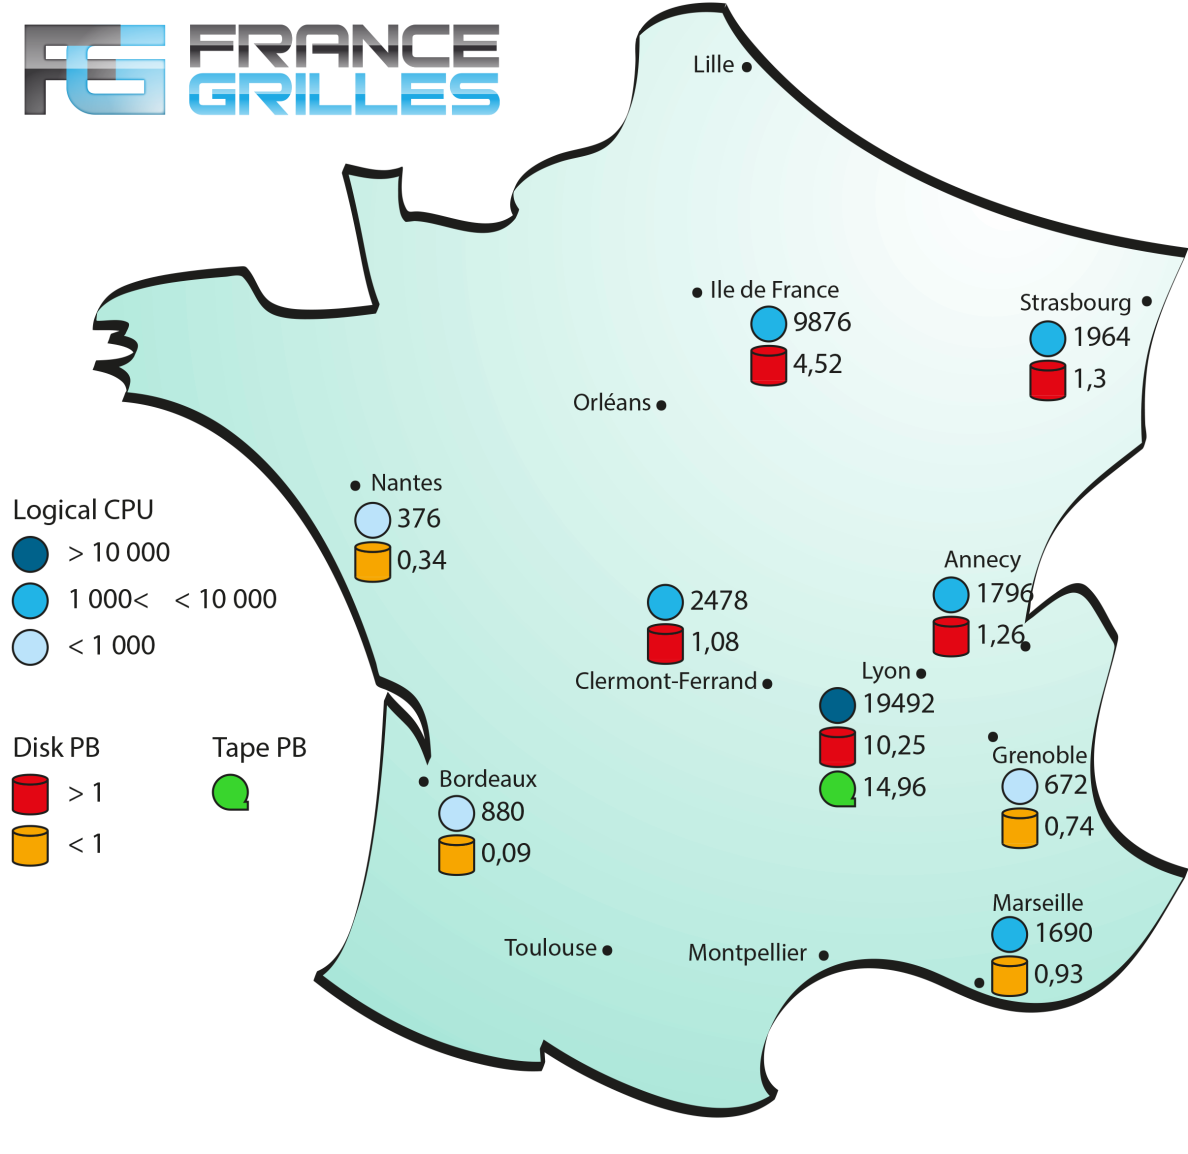 FG FRANCE
GRILLES
Lille
Ile de France
9876
4,52
Strasbourg
1964
1,3
Orléans
Nantes
376
0,34
Logical CPU
> 10 000
1 000< < 10 000
< 1 000
Annecy
1796
1,26
2478
1,08
Clermont-Ferrand
Lyon
19492
10,25
14,96
Disk PB
> 1
< 1
Tape PB
Grenoble
672
0,74
Bordeaux
880
0,09
Marseille
1690
0,93
Toulouse
Montpellier